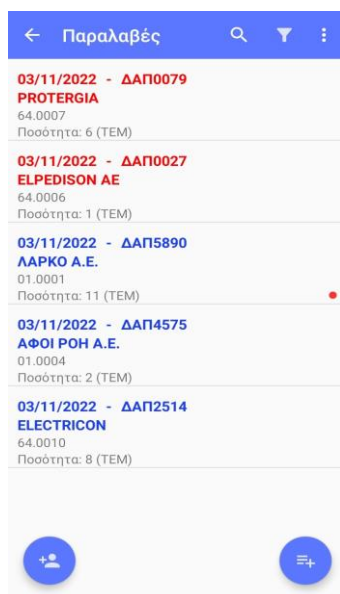 Παραλαβές
03/11/2022 - ΔΑΠ0079
PROTERGIA
64.0007
Ποσότητα: 6 (ΤΕΜ)
03/11/2022 - ΔΑΠ0027
ELPEDISON AE
64.0006
Ποσότητα: 1 (ΤΕΜ)
03/11/2022 - ΔΑΠ5890
ΛΑΡΚΟ Α.Ε.
01.0001
Ποσότητα: 11 (ΤΕΜ)
03/11/2022 - ΔΑΠ4575
ΑΦΟΙ ΡΟΗ Α.Ε.
01.0004
Ποσότητα: 2 (ΤΕΜ)
03/11/2022 - ΔΑΠ2514
ELECTRICON
64.0010
Ποσότητα: 8 (ΤΕΜ)